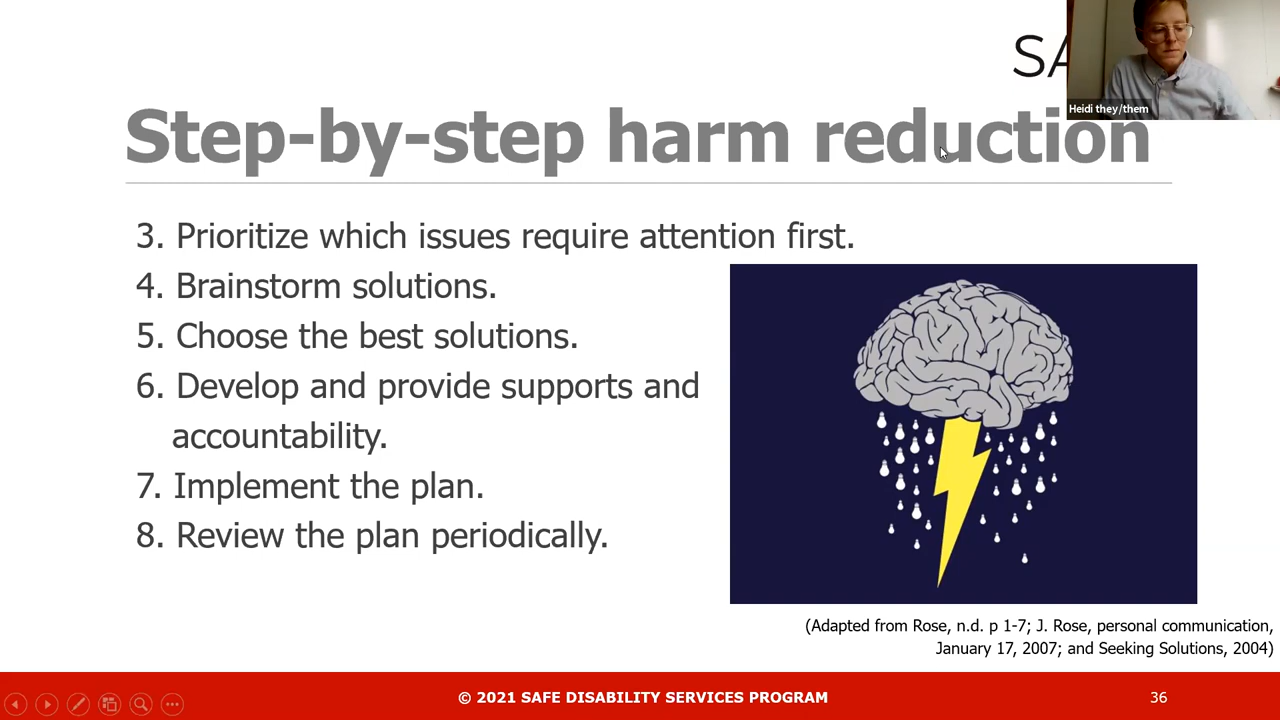 Heidi they/them
Step-by-step harm reduction
3. Prioritize which issues require attention first.
4. Brainstorm solutions.
5. Choose the best solutions.
6. Develop and provide supports and
accountability.
7. Implement the plan.
8. Review the plan periodically.
(Adapted from Rose, n.d. p 1-7; J. Rose, personal communication,
January 17, 2007; and Seeking Solutions, 2004)
© 2021 SAFE DISABILITY SERVICES PROGRAM
36